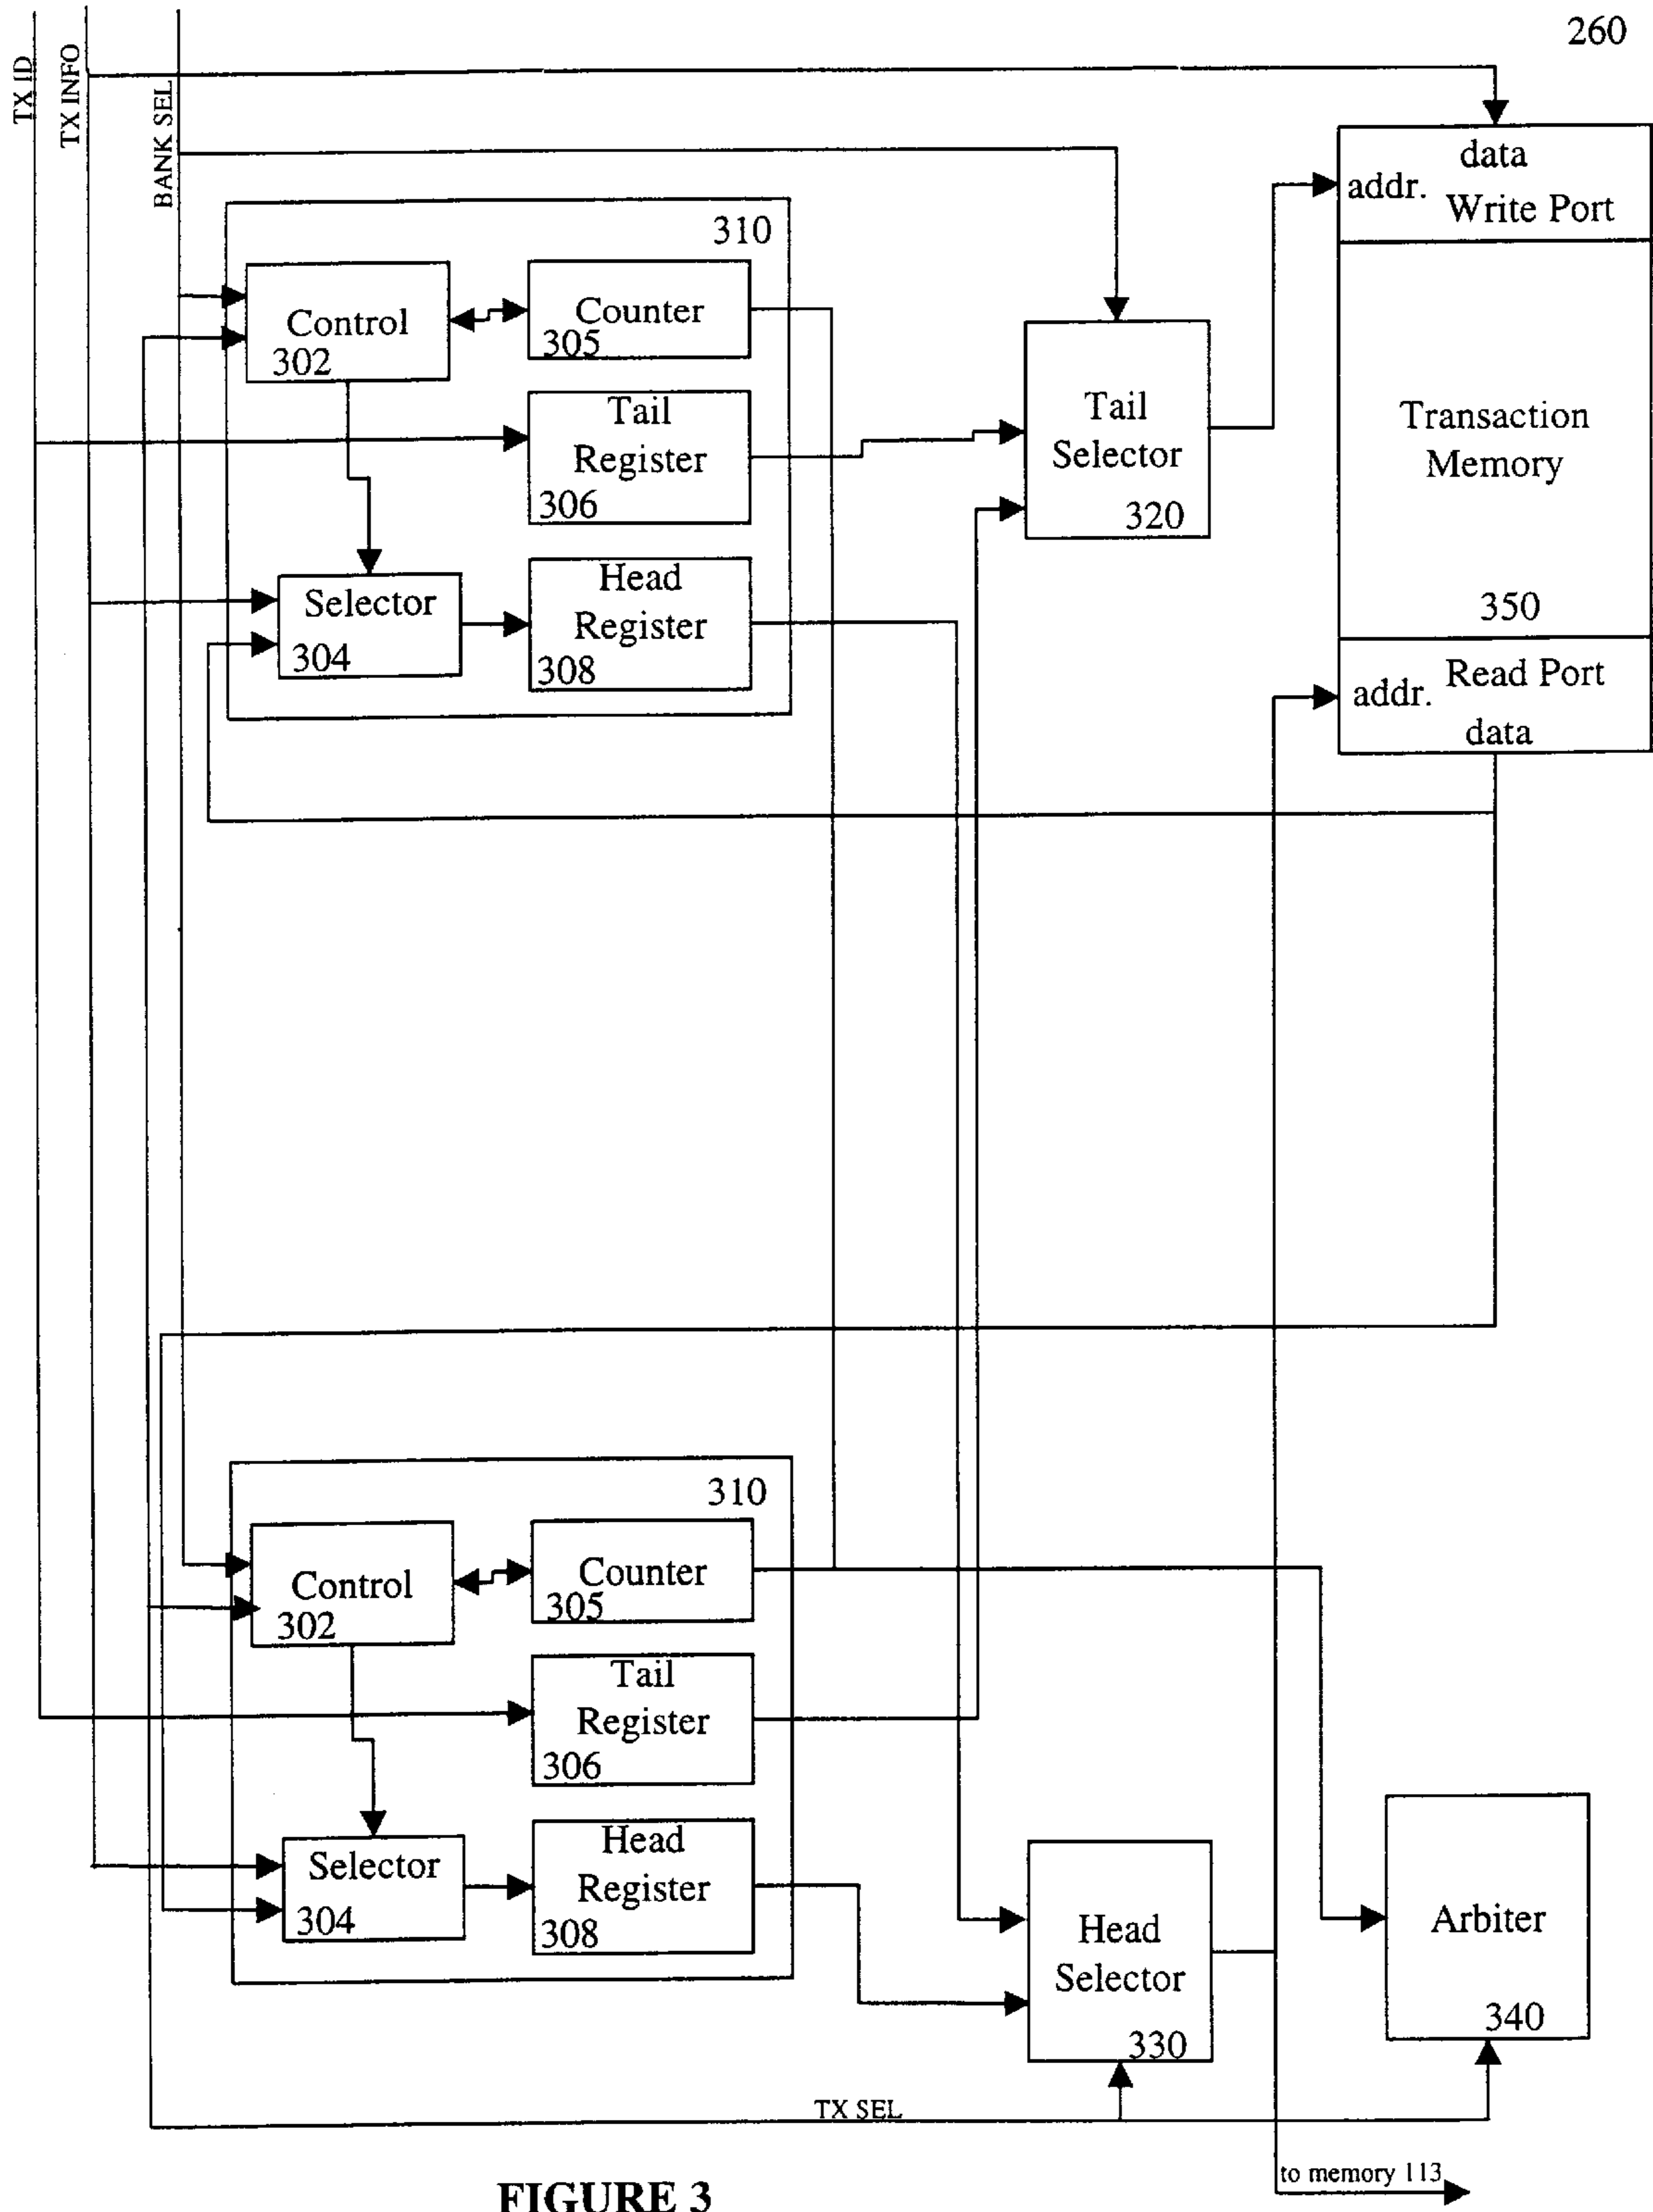 260
TX ID
TX INFO
BANK SEL
data
addr.
Write Port
310
Control
302
Counter
305
Tail
Register
306
Selector
304
Head
Register
308
Tail
Selector
320
Transaction
Memory
350
Read Port
addr.
data
310
Control
302
Counter
305
Tail
Register
306
Selector
304
Head
Register
308
Head
Selector
330
Arbiter
340
TX SEL
to memory 113
FIGURE 3